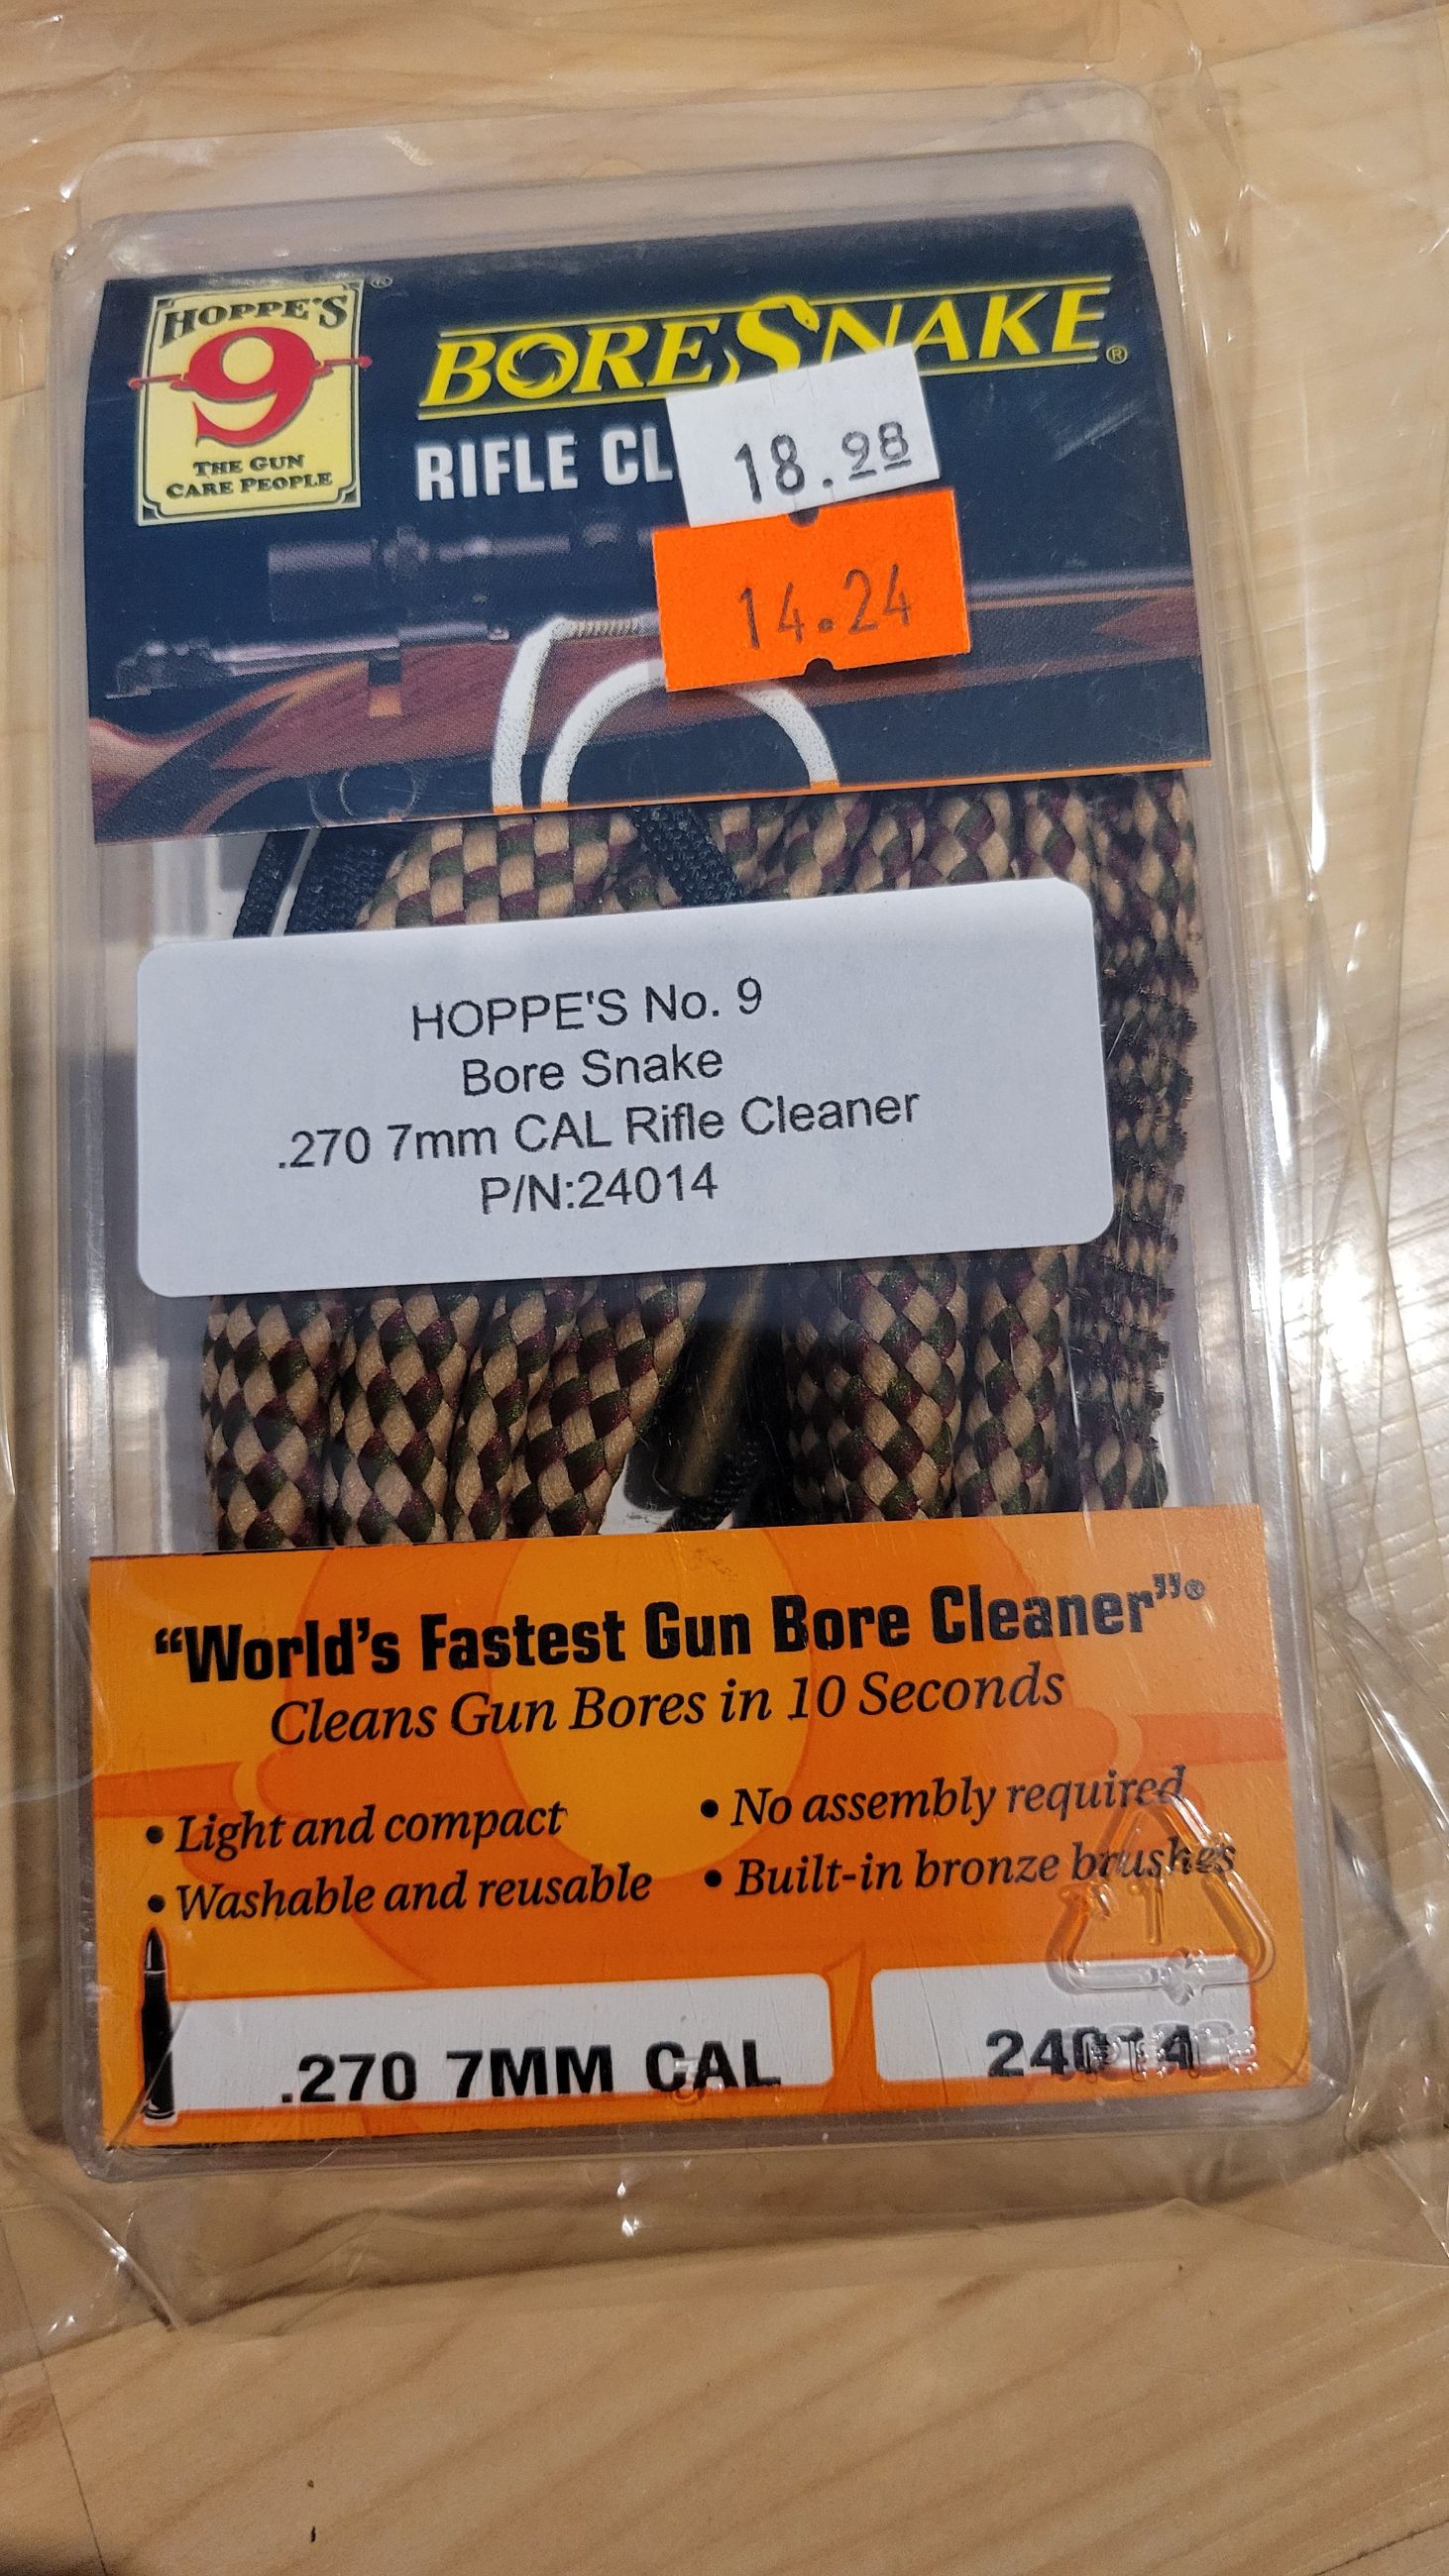 HOPPE'S®
9
THE GUN
CARE PEOPLE
BORESNAKE®
RIFLE CL
18.98
14.24
HOPPE'S No. 9
Bore Snake
.270 7mm CAL Rifle Cleaner
P/N:24014
“World's Fastest Gun Bore Cleaner”®
Cleans Gun Bores in 10 Seconds
• Light and compact
• Washable and reusable
• No assembly required
• Built-in bronze brushes
1
.270 7MM CAL
24014